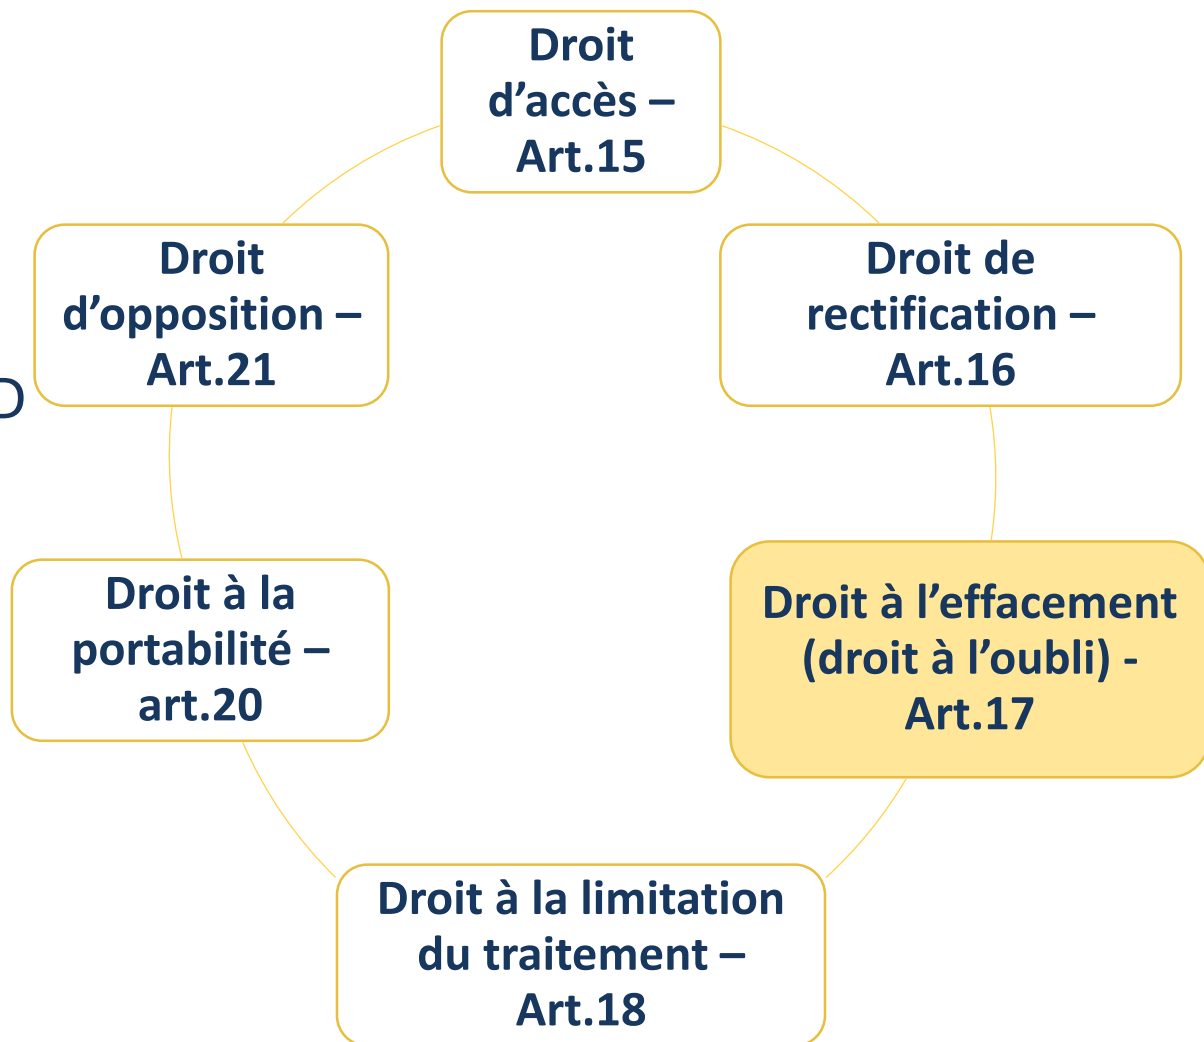 Droit
d’accès –
Art.15
Droit
d’opposition –
Art.21
Droit de
rectification –
Art.16
D
Droit à la
portabilité –
art.20
Droit à l’effacement
(droit à l’oubli) -
Art.17
Droit à la limitation
du traitement –
Art.18